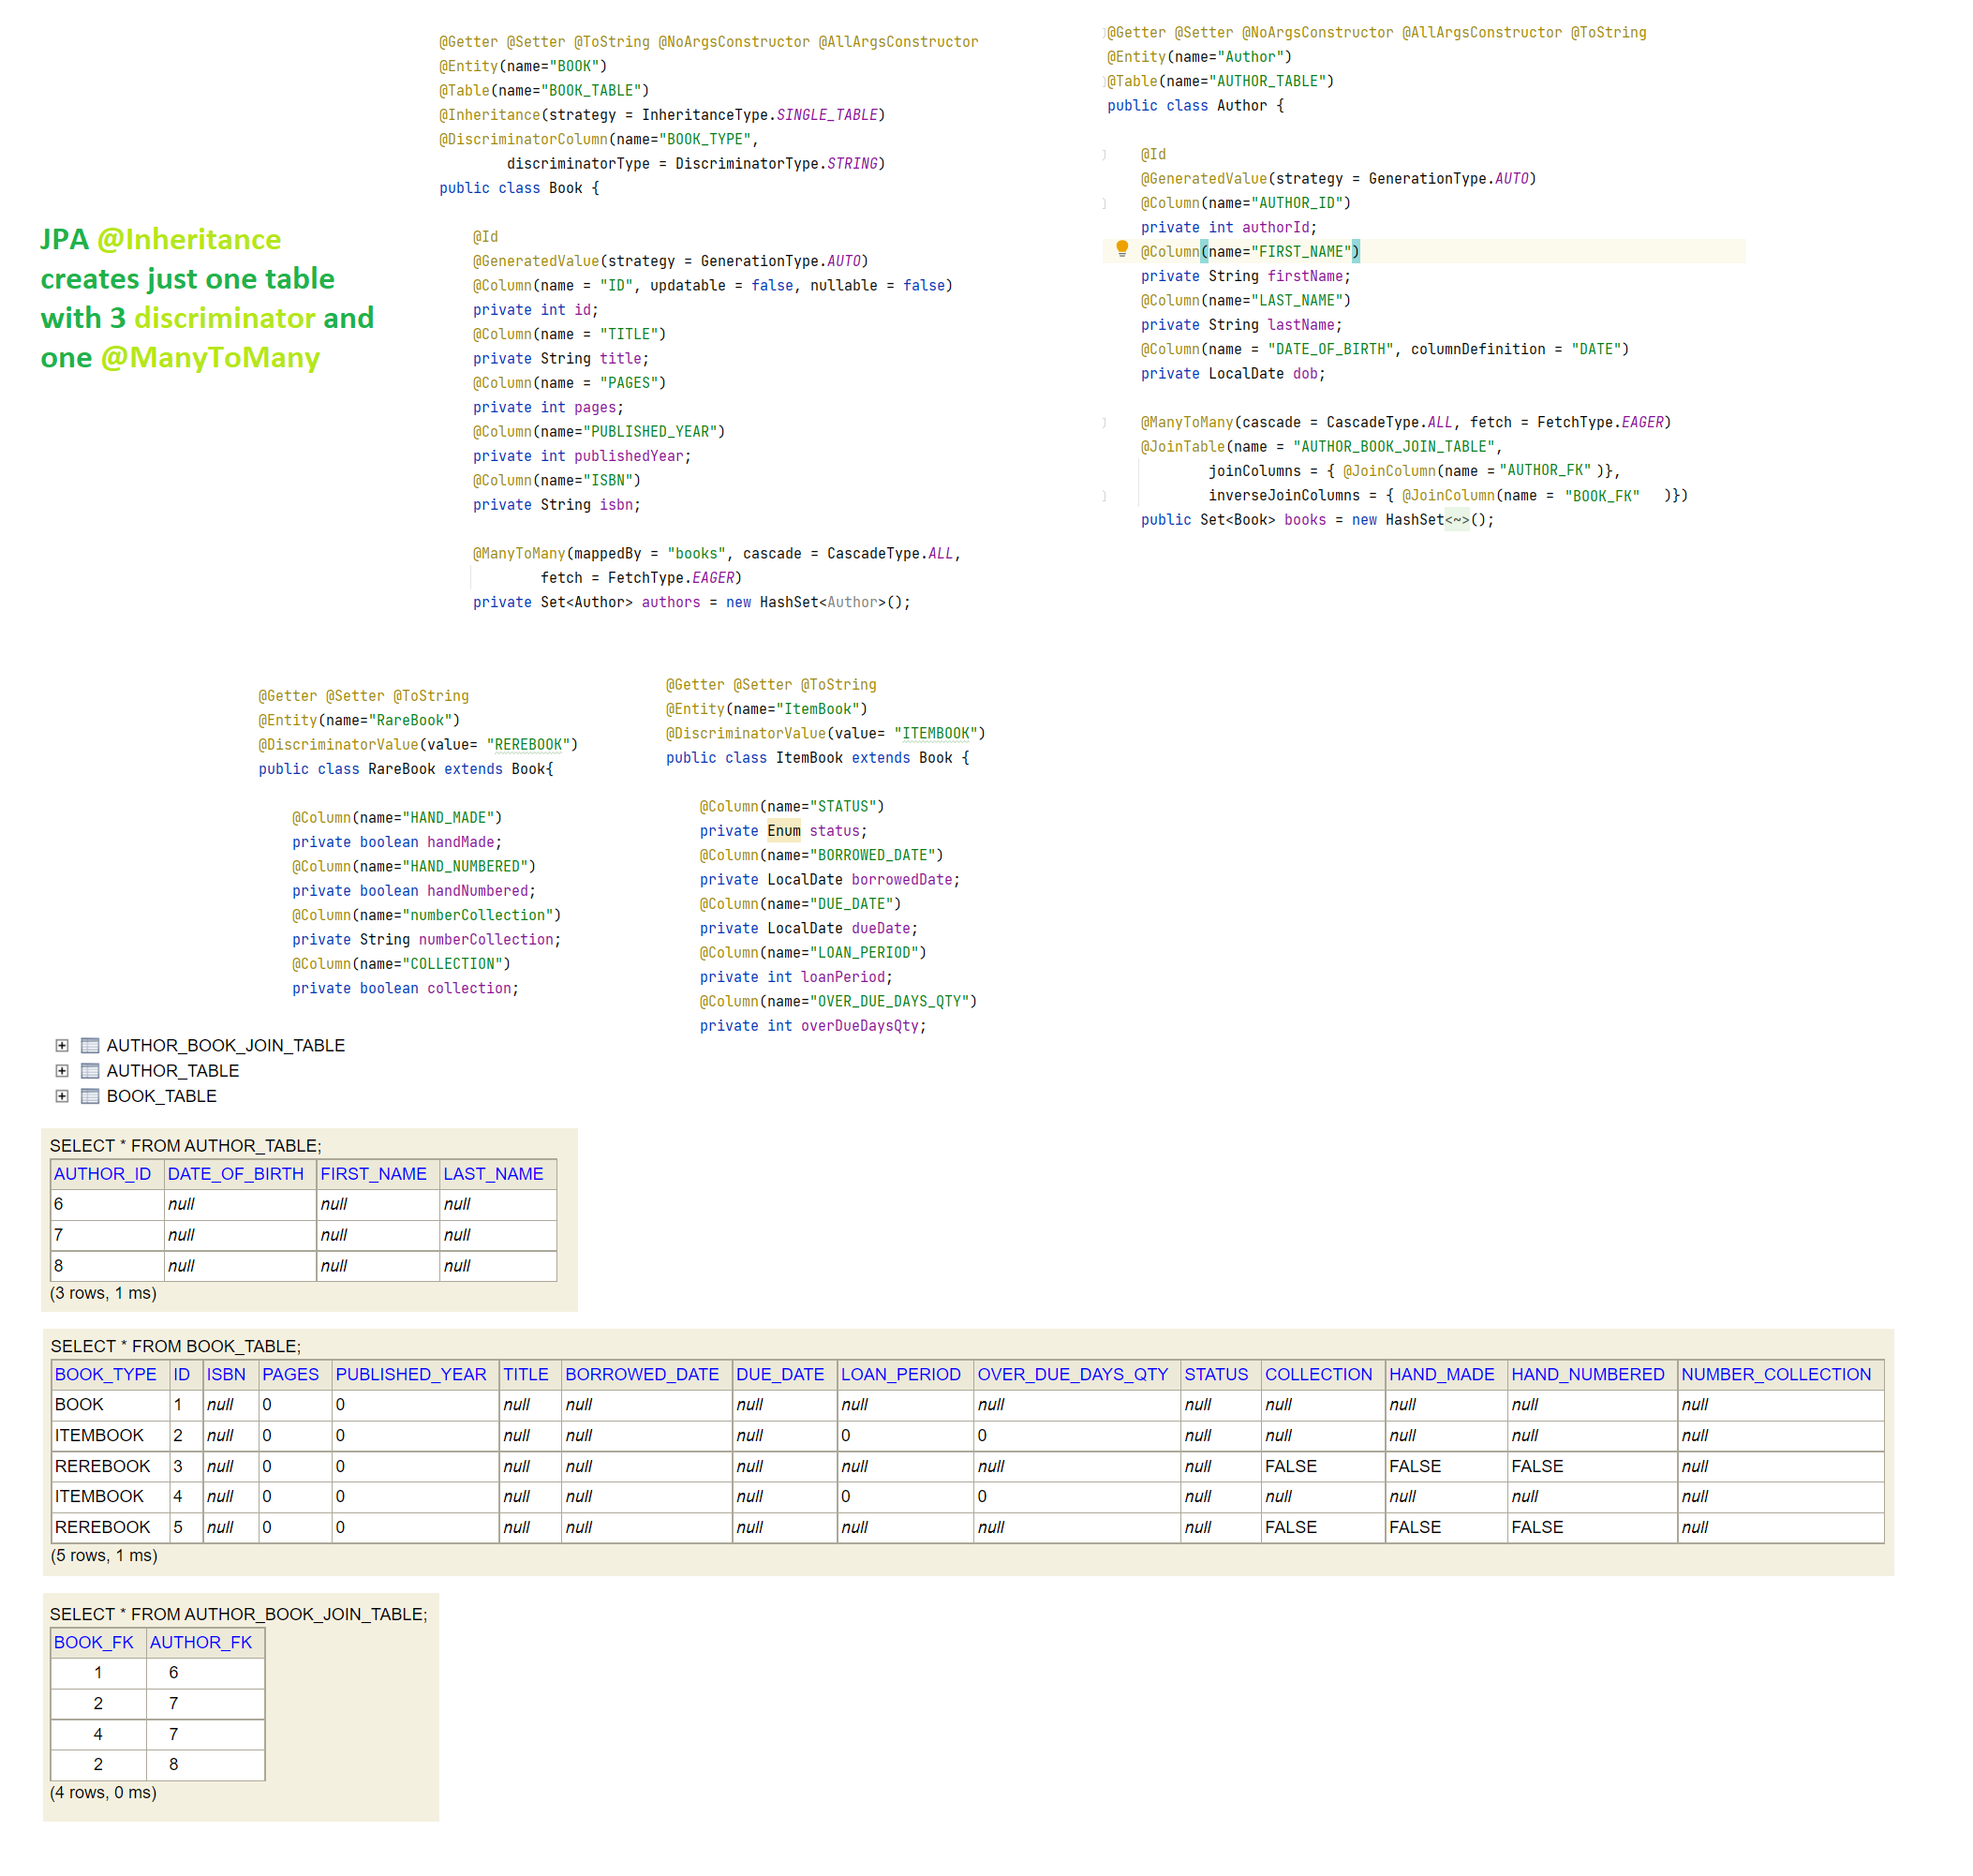 JPA @Inheritance
creates just one table
with 3 discriminator and
one @ManyToMany
@Getter @Setter @ToString @NoArgsConstructor @AllArgsConstructor
@Entity(name="BOOK")
@Table(name="BOOK_TABLE")
@Inheritance(strategy = InheritanceType.SINGLE_TABLE)
@DiscriminatorColumn(name="BOOK_TYPE",
discriminatorType = DiscriminatorType.STRING)
public class Book {
@Id
@GeneratedValue(strategy = GenerationType.AUTO)
@Column(name = "ID", updatable = false, nullable = false)
private int id;
@Column(name = "TITLE")
private String title;
@Column(name = "PAGES")
private int pages;
@Column(name="PUBLISHED_YEAR")
private int publishedYear;
@Column(name="ISBN")
private String isbn;
@ManyToMany(mappedBy = "books", cascade = CascadeType.ALL,
fetch = FetchType.EAGER)
private Set<Author> authors = new HashSet<Author>();
@Getter @Setter @NoArgsConstructor @AllArgsConstructor @ToString
@Entity(name="Author")
@Table(name="AUTHOR_TABLE")
public class Author {
@Id
@GeneratedValue(strategy = GenerationType.AUTO)
@Column(name="AUTHOR_ID")
private int authorId;
@Column(name="FIRST_NAME")
private String firstName;
@Column(name="LAST_NAME")
private String lastName;
@Column(name = "DATE_OF_BIRTH", columnDefinition = "DATE")
private LocalDate dob;
@ManyToMany(cascade = CascadeType.ALL, fetch = FetchType.EAGER)
@JoinTable(name = "AUTHOR_BOOK_JOIN_TABLE",
joinColumns = { @JoinColumn(name ="AUTHOR_FK" )},
inverseJoinColumns = { @JoinColumn(name = "BOOK_FK" )})
public Set<Book> books = new HashSet<~>();
@Getter @Setter @ToString
@Entity(name="RareBook")
@DiscriminatorValue(value= "REREBOOK")
public class RareBook extends Book{
@Column(name="HAND_MADE")
private boolean handMade;
@Column(name="HAND_NUMBERED")
private boolean handNumbered;
@Column(name="numberCollection")
private String numberCollection;
@Column(name="COLLECTION")
private boolean collection;
@Getter @Setter @ToString
@Entity(name="ItemBook")
@DiscriminatorValue(value= "ITEMBOOK")
public class ItemBook extends Book {
@Column(name="STATUS")
private Enum status;
@Column(name="BORROWED_DATE")
private LocalDate borrowedDate;
@Column(name="DUE_DATE")
private LocalDate dueDate;
@Column(name="LOAN_PERIOD")
private int loanPeriod;
@Column(name="OVER_DUE_DAYS_QTY")
private int overDueDaysQty;
AUTHOR_BOOK_JOIN_TABLE
AUTHOR_TABLE
BOOK_TABLE
SELECT * FROM AUTHOR_TABLE;
AUTHOR_ID DATE_OF_BIRTH FIRST_NAME LAST_NAME
6 null null null
7 null null null
8 null null null
(3 rows, 1 ms)
SELECT * FROM BOOK_TABLE;
BOOK_TYPE ID ISBN PAGES PUBLISHED_YEAR TITLE BORROWED_DATE DUE_DATE LOAN_PERIOD OVER_DUE_DAYS_QTY STATUS COLLECTION HAND_MADE HAND_NUMBERED NUMBER_COLLECTION
BOOK 1 null 0 0 null null null null null null null null null null
ITEMBOOK 2 null 0 0 null null null 0 0 null null null null null
REREBOOK 3 null 0 0 null null null null null null FALSE FALSE FALSE null
ITEMBOOK 4 null 0 0 null null null 0 0 null null null null null
REREBOOK 5 null 0 0 null null null null null null FALSE FALSE FALSE null
(5 rows, 1 ms)
SELECT * FROM AUTHOR_BOOK_JOIN_TABLE;
BOOK_FK AUTHOR_FK
1 6
2 7
4 7
2 8
(4 rows, 0 ms)